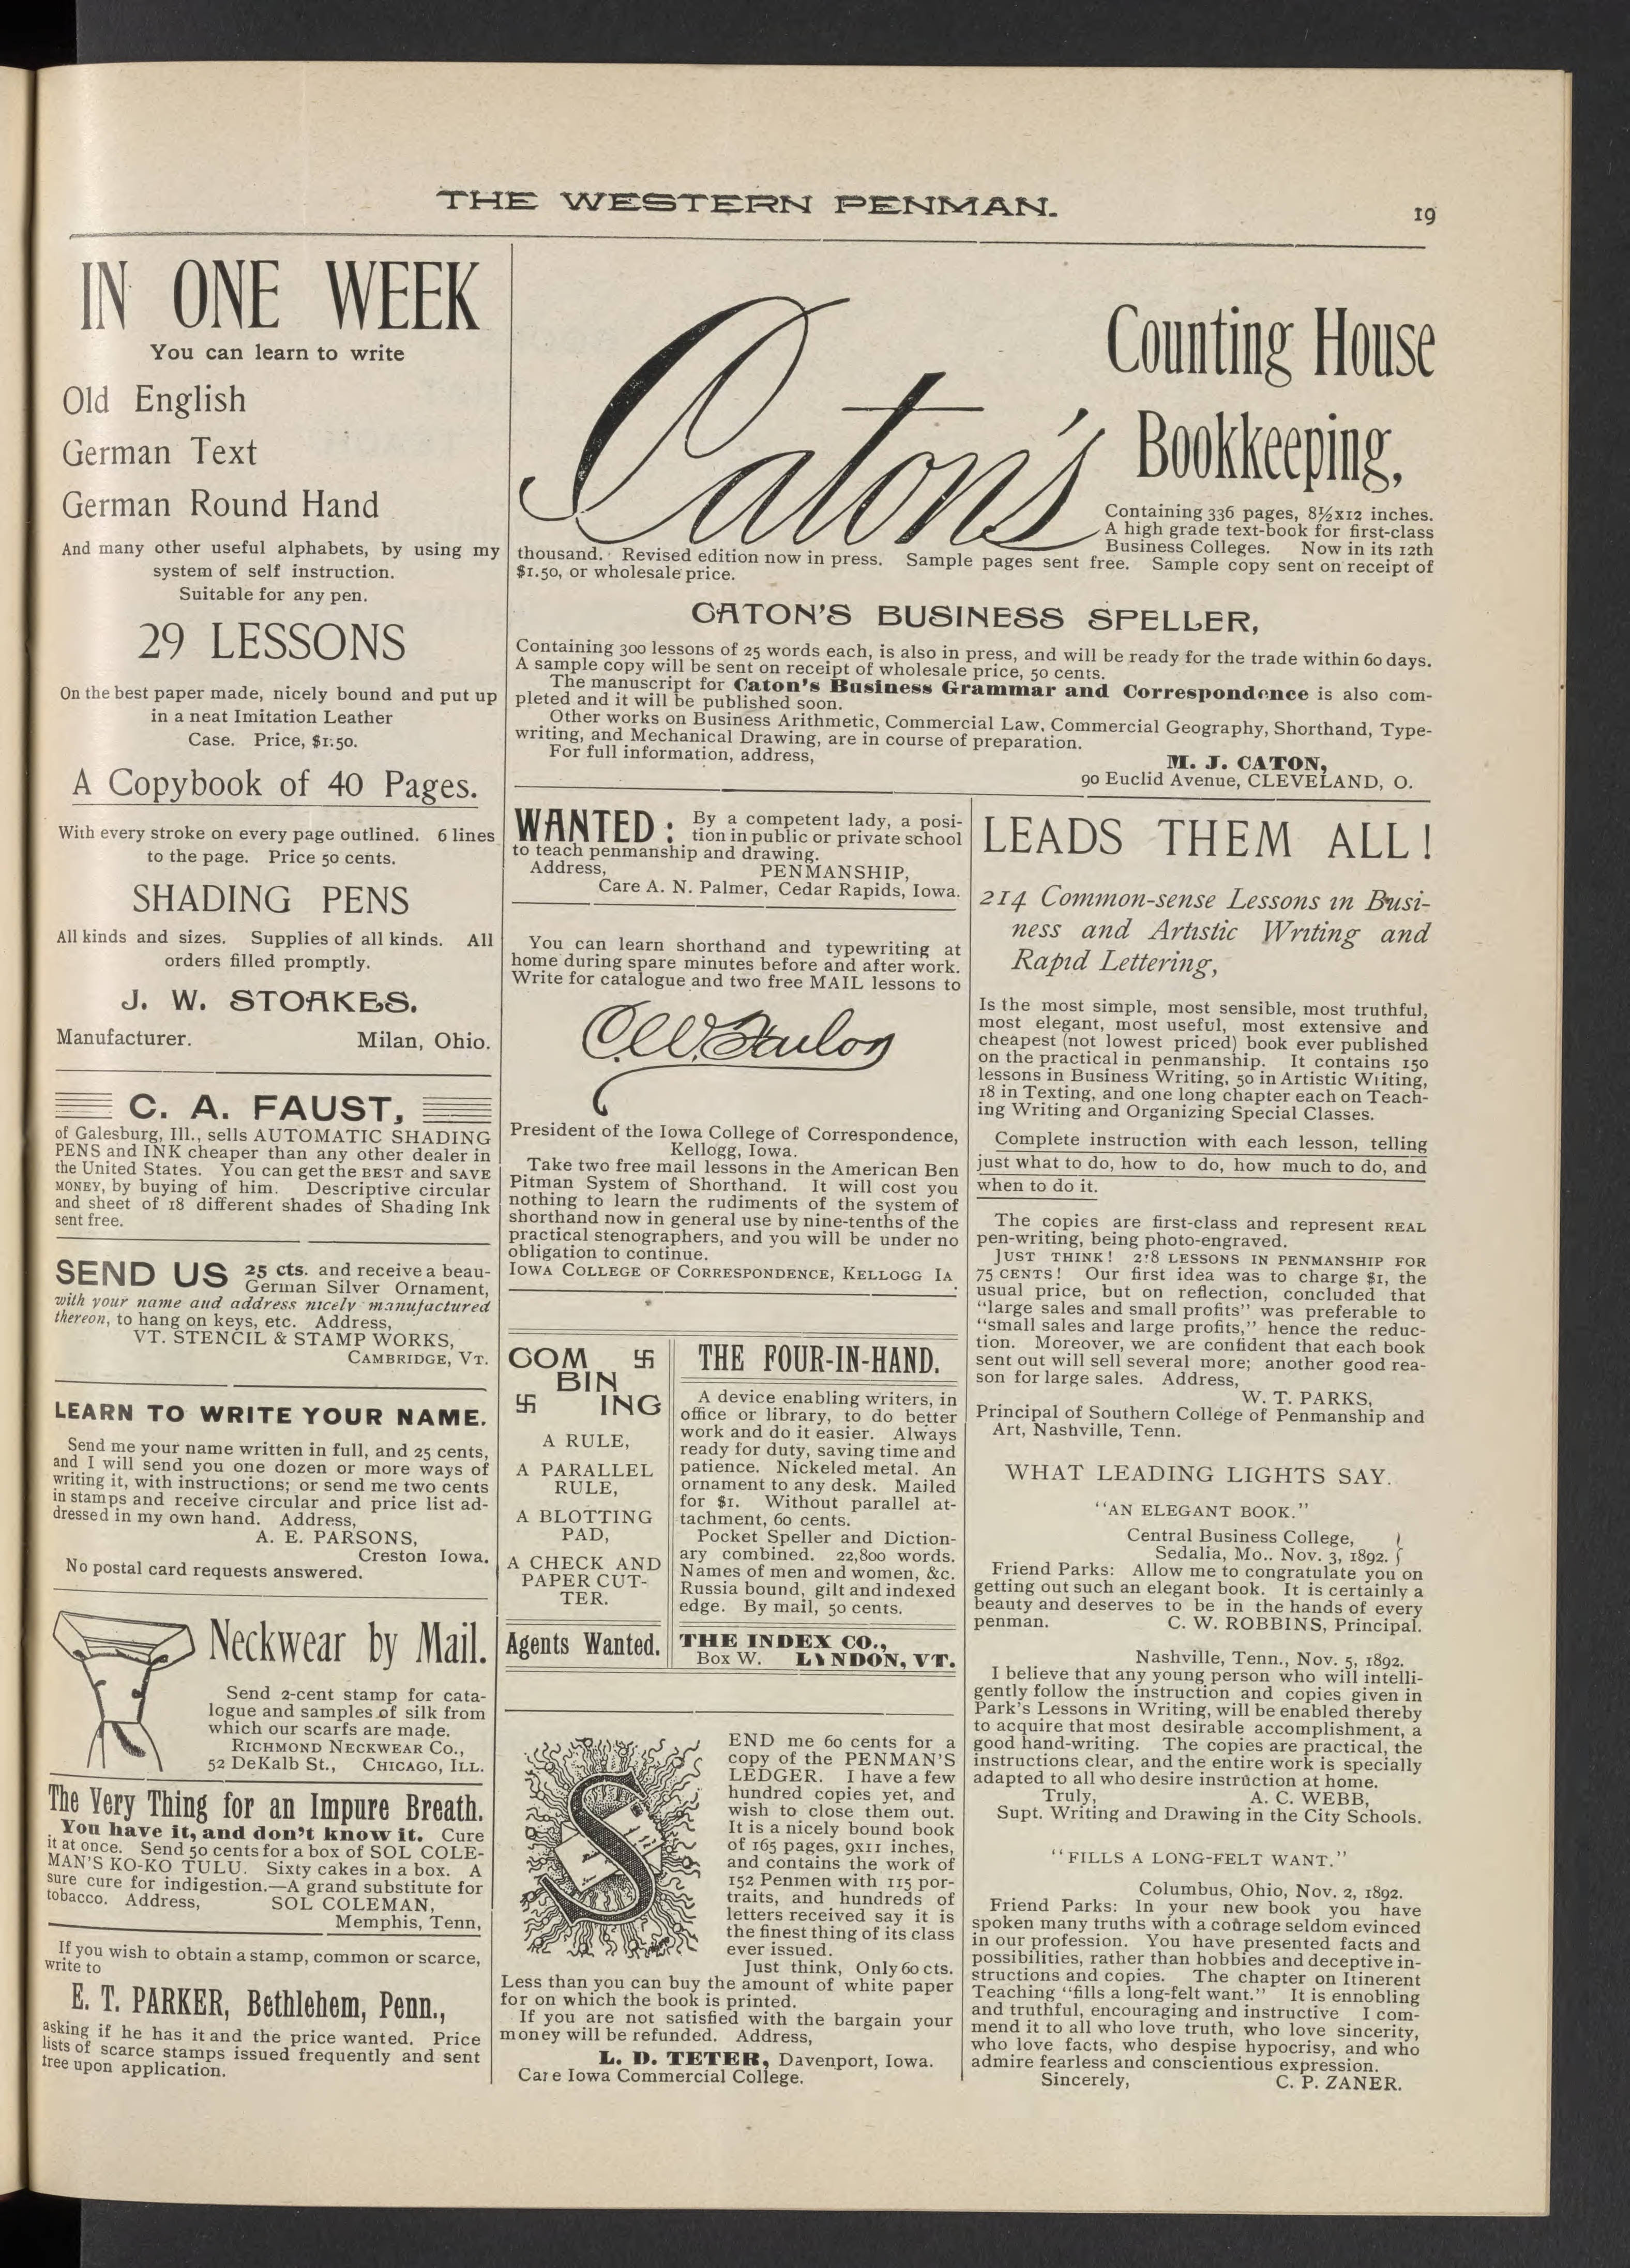 THE WESTERN PENMAN.
19
IN ONE WEEK
You can learn to write
Old English
German Text
German Round Hand
And many other useful alphabets, by using my
system of self instruction.
Suitable for any pen.
29 LESSONS
On the best paper made, nicely bound and put up
in a neat Imitation Leather
Case. Price, $1.50.
A Copybook of 40 Pages.
With every stroke on every page outlined. 6 lines
to the page. Price 50 cents.
SHADING PENS
All kinds and sizes. Supplies of all kinds. All
orders filled promptly.
J. W. STOAKES.
Manufacturer. Milan, Ohio.
C. A. FAUST,
of Galesburg, Ill., sells AUTOMATIC SHADING
PENS and INK cheaper than any other dealer in
the United States. You can get the BEST and SAVE
MONEY, by buying of him. Descriptive circular
and sheet of 18 different shades of Shading Ink
sent free.
SEND US 25 cts. and receive a beau-
German Silver Ornament,
with your name aud address nicely manufactured
thereon, to hang on keys, etc. Address,
VT. STENCIL & STAMP WORKS,
CAMBRIDGE, VT.
LEARN TO WRITE YOUR NAME.
Send me your name written in full, and 25 cents,
and I will send you one dozen or more ways of
writing it, with instructions; or send me two cents
in stamps and receive circular and price list ad-
dressed in my own hand. Address,
A. E. PARSONS,
Creston Iowa.
No postal card requests answered.
Neckwear by Mail.
Send 2-cent stamp for cata-
logue and samples of silk from
which our scarfs are made.
RICHMOND NECKWEAR CO.,
52 DeKalb St., CHICAGO, ILL.
The Very Thing for an Impure Breath.
You have it, and don't know it. Cure
it at once. Send 50 cents for a box of SOL COLE-
MAN'S KO-KO TULU. Sixty cakes in a box. A
sure cure for indigestion.—A grand substitute for
tobacco. Address, SOL COLEMAN,
Memphis, Tenn,
If you wish to obtain a stamp, common or scarce,
write to
E. T. PARKER, Bethlehem, Penn.,
asking if he has it and the price wanted. Price
lists of scarce stamps issued frequently and sent
free upon application.
Caton's
Counting House
Bookkeeping,
Containing 336 pages, 8½x12 inches.
A high grade text-book for first-class
Business Colleges. Now in its 12th
thousand. Revised edition now in press. Sample pages sent free. Sample copy sent on receipt of
$1.50, or wholesale price.
CATON'S BUSINESS SPELLER,
Containing 300 lessons of 25 words each, is also in press, and will be ready for the trade within 60 days.
A sample copy will be sent on receipt of wholesale price, 50 cents.
The manuscript for Caton's Business Grammar and Correspondence is also com-
pleted and it will be published soon.
Other works on Business Arithmetic, Commercial Law, Commercial Geography, Shorthand, Type-
writing, and Mechanical Drawing, are in course of preparation.
For full information, address,
M. J. CATON,
90 Euclid Avenue, CLEVELAND, O.
WANTED: By a competent lady, a posi-
tion in public or private school
to teach penmanship and drawing.
Address, PENMANSHIP,
Care A. N. Palmer, Cedar Rapids, Iowa.
You can learn shorthand and typewriting at
home during spare minutes before and after work.
Write for catalogue and two free MAIL lessons to
President of the Iowa College of Correspondence,
Kellogg, Iowa.
Take two free mail lessons in the American Ben
Pitman System of Shorthand. It will cost you
nothing to learn the rudiments of the system of
shorthand now in general use by nine-tenths of the
practical stenographers, and you will be under no
obligation to continue.
IOWA COLLEGE OF CORRESPONDENCE, KELLOGG IA
COM 卐
BIN
卐 ING
A RULE,
A PARALLEL
RULE,
A BLOTTING
PAD,
A CHECK AND
PAPER CUT-
TER.
Agents Wanted.
THE FOUR-IN-HAND.
A device enabling writers, in
office or library, to do better
work and do it easier. Always
ready for duty, saving time and
patience. Nickeled metal. An
ornament to any desk. Mailed
for $1. Without parallel at-
tachment, 60 cents.
Pocket Speller and Diction-
ary combined. 22,800 words.
Names of men and women, &c.
Russia bound, gilt and indexed
edge. By mail, 50 cents.
THE INDEX CO.,
Box W. LYNDON, VT.
SEND me 60 cents for a
copy of the PENMAN'S
LEDGER. I have a few
hundred copies yet, and
wish to close them out.
It is a nicely bound book
of 165 pages, 9x11 inches,
and contains the work of
152 Penmen with 115 por-
traits, and hundreds of
letters received say it is
the finest thing of its class
ever issued.
Just think, Only 60 cts.
Less than you can buy the amount of white paper
for on which the book is printed.
If you are not satisfied with the bargain your
money will be refunded. Address,
L. D. TETER, Davenport, Iowa.
Care Iowa Commercial College.
LEADS THEM ALL!
214 Common-sense Lessons in Busi-
ness and Artistic Writing and
Rapid Lettering,
Is the most simple, most sensible, most truthful,
most elegant, most useful, most extensive and
cheapest (not lowest priced) book ever published
on the practical in penmanship. It contains 150
lessons in Business Writing, 50 in Artistic Writing,
18 in Texting, and one long chapter each on Teach-
ing Writing and Organizing Special Classes.
Complete instruction with each lesson, telling
just what to do, how to do, how much to do, and
when to do it.
The copies are first-class and represent REAL
pen-writing, being photo-engraved.
JUST THINK! 218 LESSONS IN PENMANSHIP FOR
75 CENTS! Our first idea was to charge $1, the
usual price, but on reflection, concluded that
"large sales and small profits" was preferable to
"small sales and large profits," hence the reduc-
tion. Moreover, we are confident that each book
sent out will sell several more; another good rea-
son for large sales. Address,
W. T. PARKS,
Principal of Southern College of Penmanship and
Art, Nashville, Tenn.
WHAT LEADING LIGHTS SAY.
"AN ELEGANT BOOK."
Central Business College,
Sedalia, Mo.. Nov. 3, 1892.
Friend Parks: Allow me to congratulate you on
getting out such an elegant book. It is certainly a
beauty and deserves to be in the hands of every
penman. C. W. ROBBINS, Principal.
Nashville, Tenn., Nov. 5, 1892.
I believe that any young person who will intelli-
gently follow the instruction and copies given in
Park's Lessons in Writing, will be enabled thereby
to acquire that most desirable accomplishment, a
good hand-writing. The copies are practical, the
instructions clear, and the entire work is specially
adapted to all who desire instruction at home.
Truly, A. C. WEBB,
Supt. Writing and Drawing in the City Schools.
"FILLS A LONG-FELT WANT."
Columbus, Ohio, Nov. 2, 1892.
Friend Parks: In your new book you have
spoken many truths with a courage seldom evinced
in our profession. You have presented facts and
possibilities, rather than hobbies and deceptive in-
structions and copies. The chapter on Itinerent
Teaching "fills a long-felt want." It is ennobling
and truthful, encouraging and instructive I com-
mend it to all who love truth, who love sincerity,
who love facts, who despise hypocrisy, and who
admire fearless and conscientious expression.
Sincerely, C. P. ZANER.